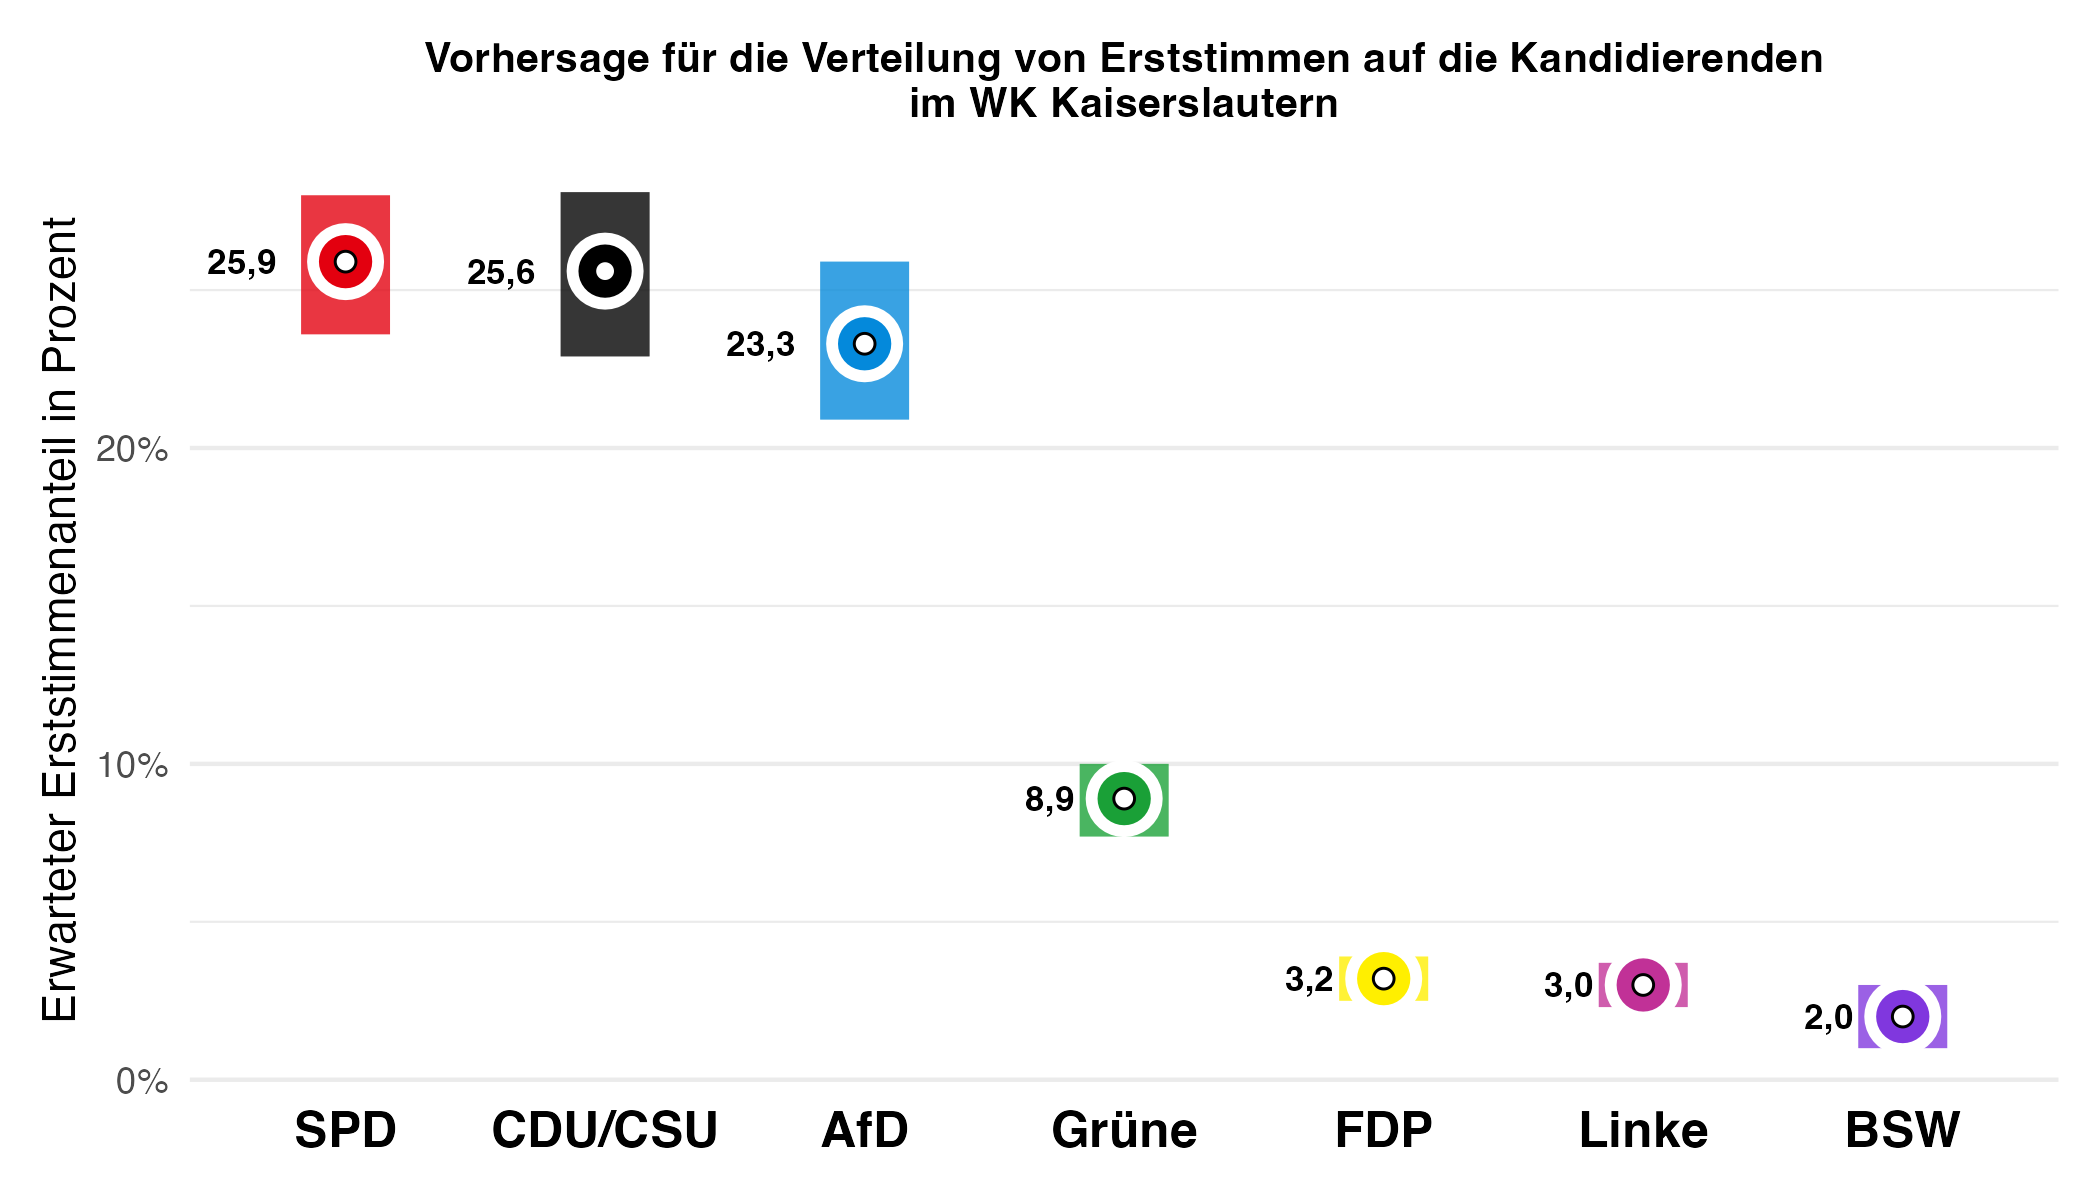 Vorhersage für die Verteilung von Erststimmen auf die Kandidierenden
im WK Kaiserslautern
Erwarteter Erststimmenanteil in Prozent
25,9
25,6
23,3
20%
10%
8,9
3,2
3,0
2,0
0%
SPD
CDU/CSU
AfD
Grüne
FDP
Linke
BSW